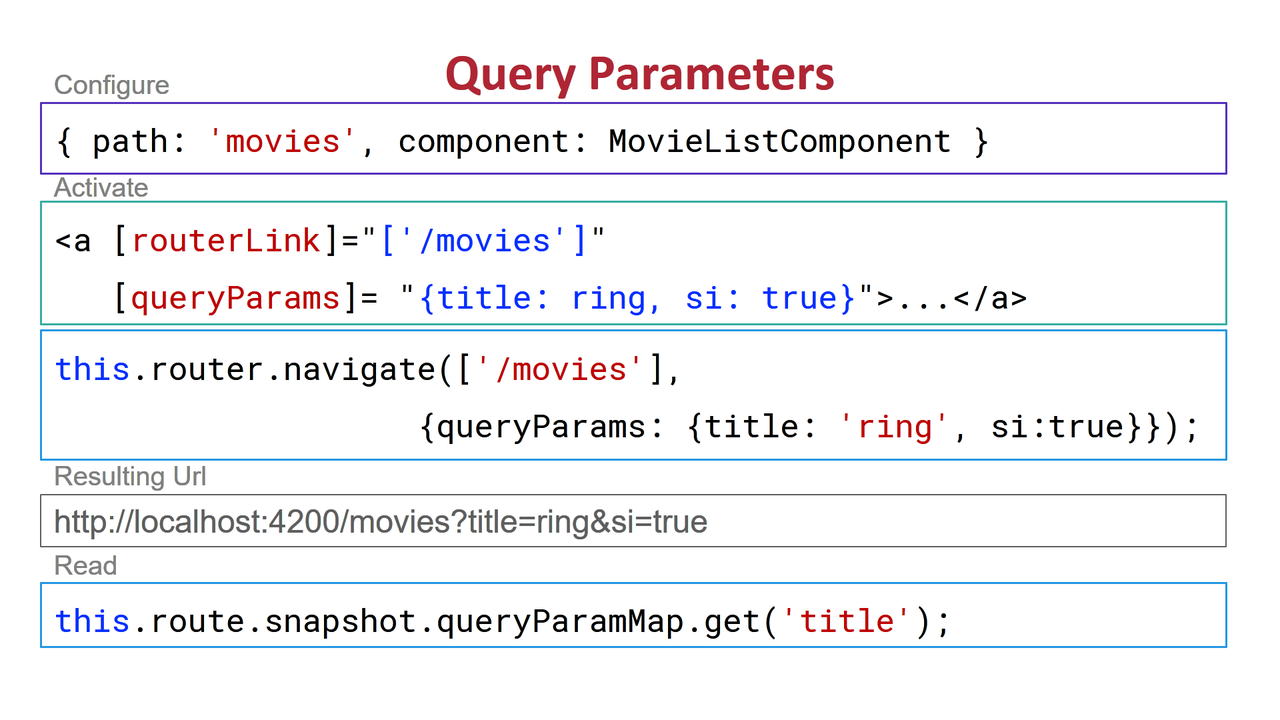 Query Parameters
Configure
{ path: 'movies', component: MovieListComponent }
Activate
<a [routerLink]="['/movies']"
[queryParams]= "{title: ring, si: true}">...</a>
this.router.navigate(['/movies'],
{queryParams: {title: 'ring', si:true}});
Resulting Url
http://localhost:4200/movies?title=ring&si=true
Read
this.route.snapshot.queryParamMap.get('title');